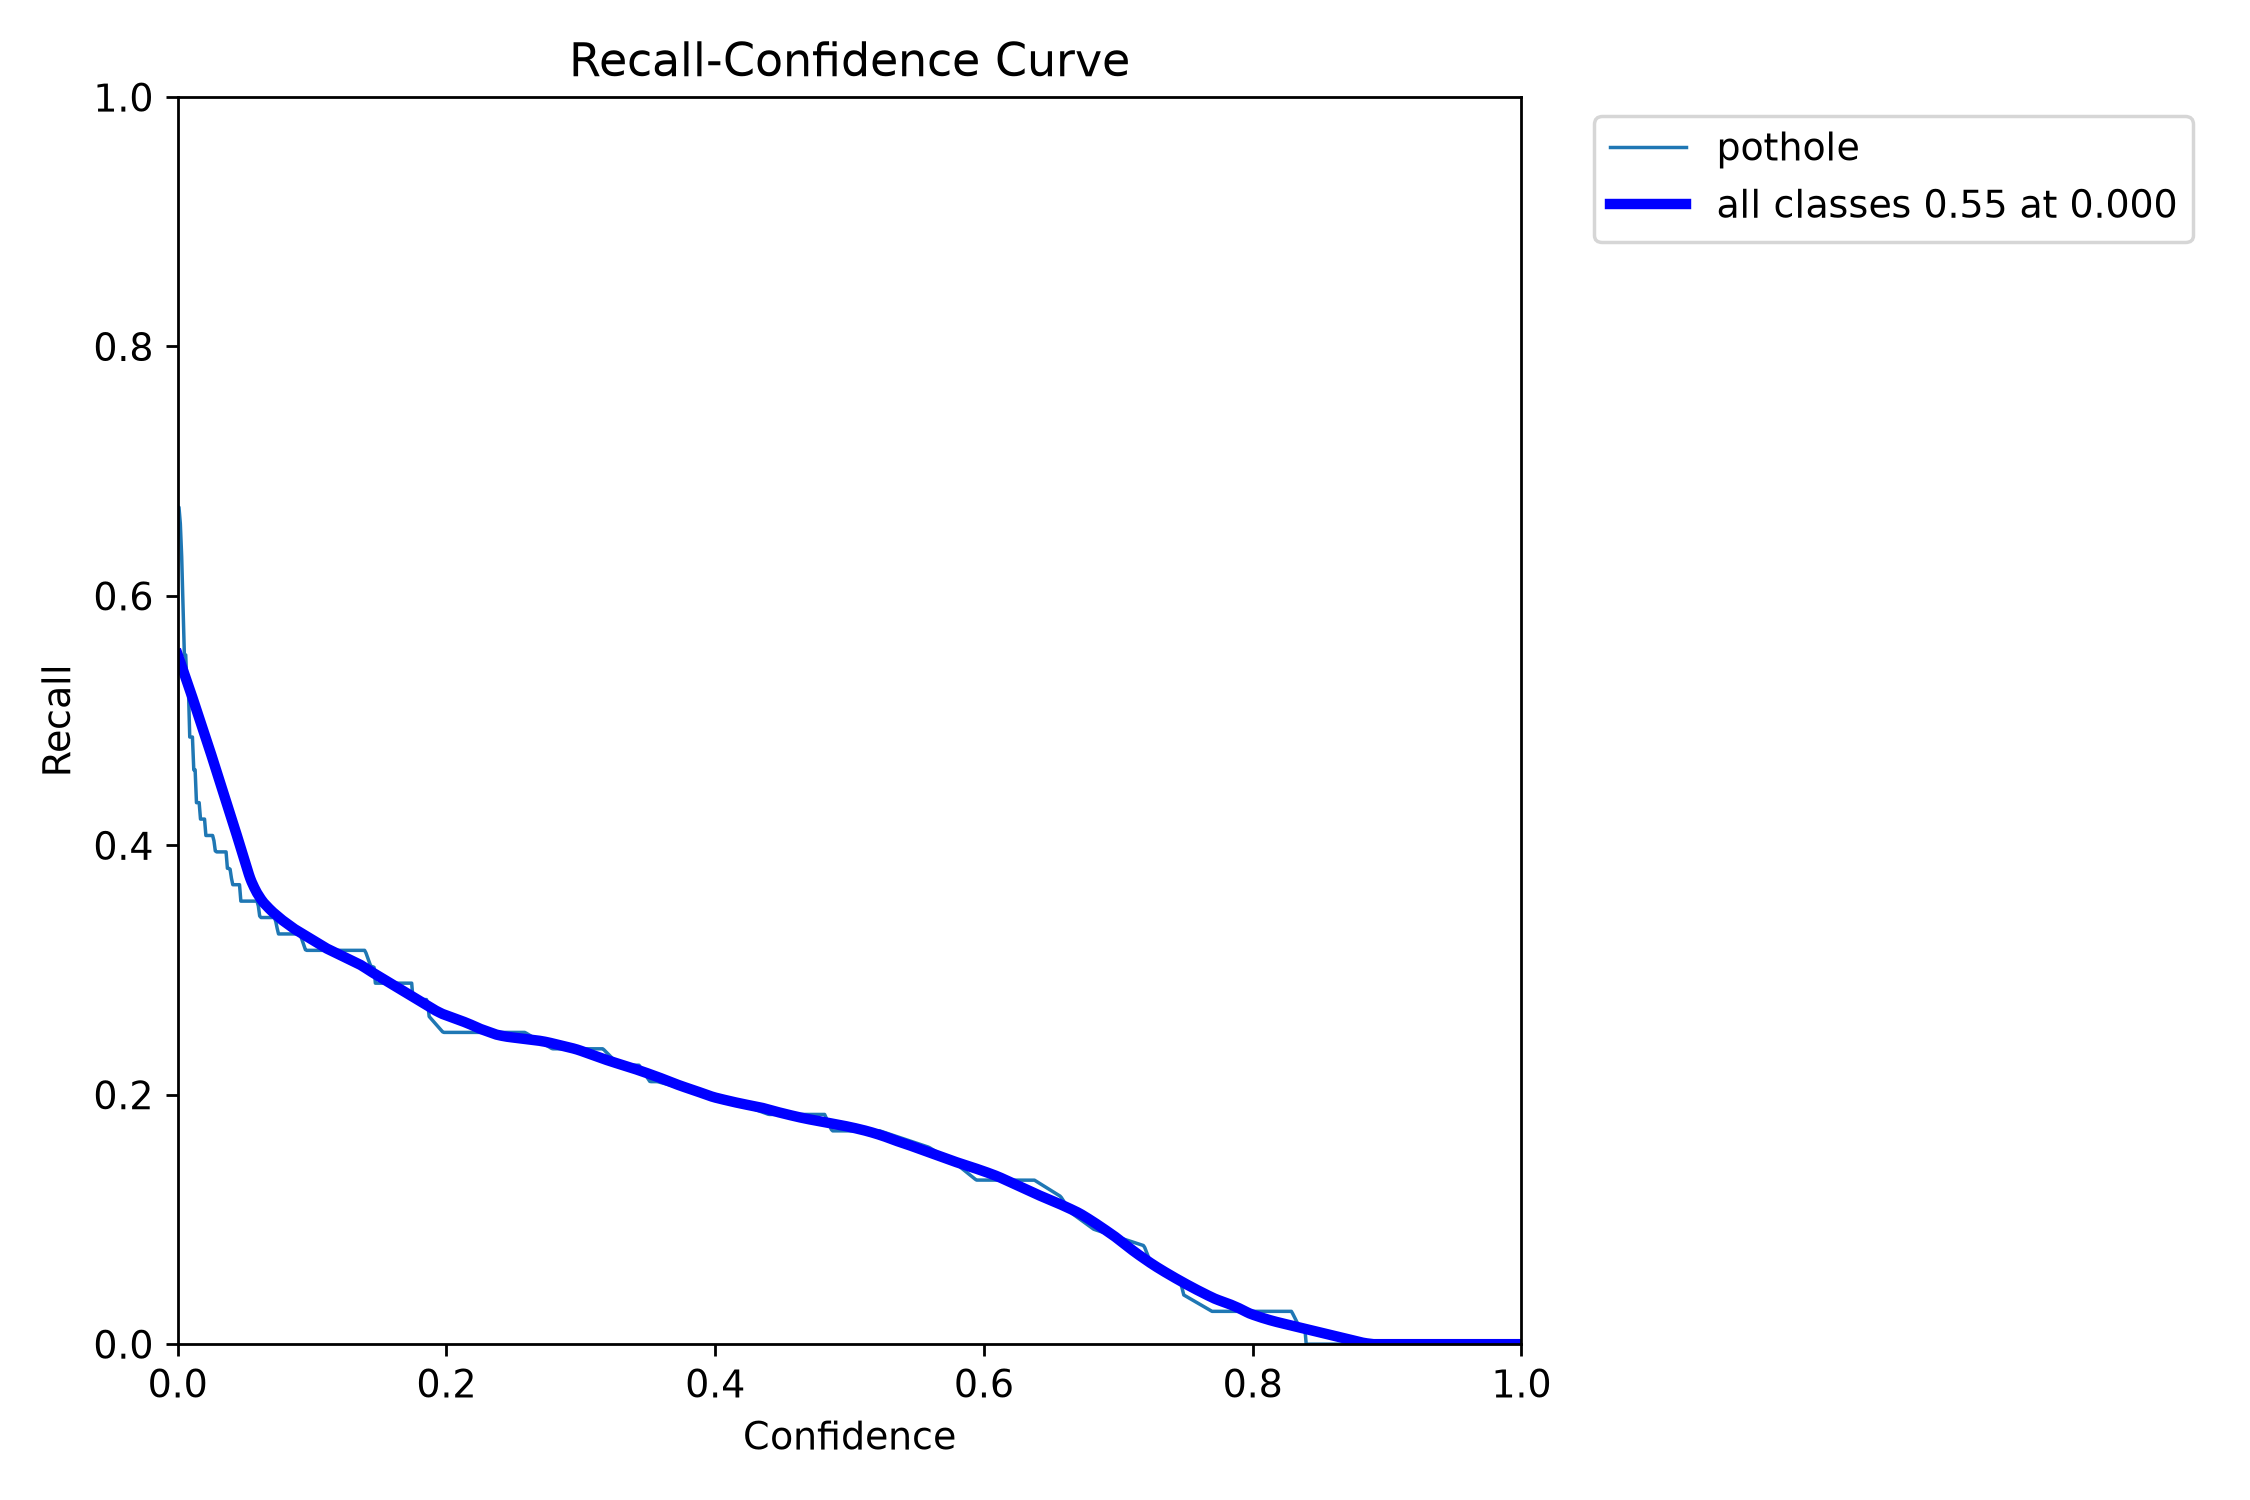 Recall-Confidence Curve
1.0
0.8
0.6
0.4
0.2
0.0
Recall
0.0 0.2 0.4 0.6 0.8 1.0
Confidence
pothole
all classes 0.55 at 0.000